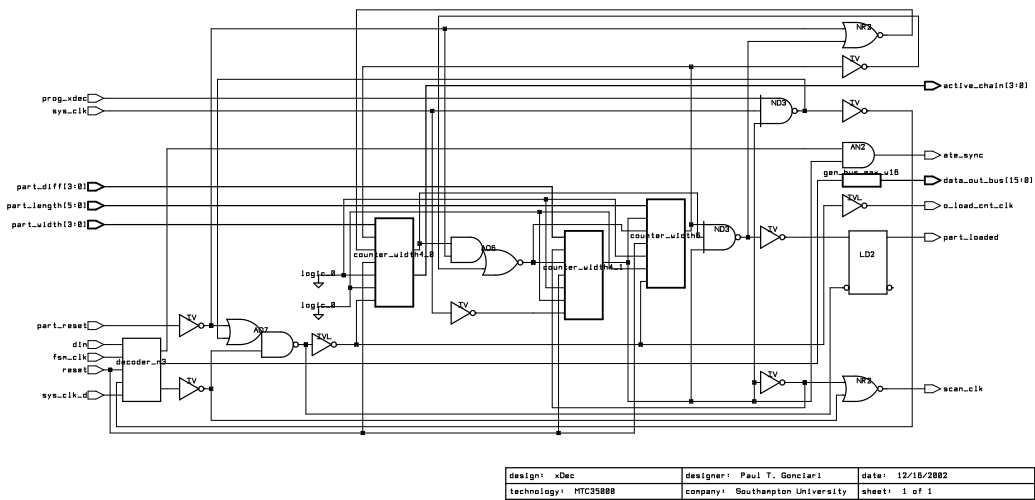 NR2
IV
active_chain[3:0]
prog_xdec
sys_clk
ND3
IV
AN2
ate_sync
gen_bus_max_w16
data_out_bus[15:0]
part_diff[3:0]
part_length[5:0]
part_width[3:0]
IVL
o_load_cnt_clk
counter_width6
ND3
IV
part_loaded
counter_width4_0
AO6
counter_width4_1
LD2
logic_0
logic_0
IV
part_reset
IV
AO7
IVL
din
fsm_clk
decoder_n3
reset
sys_clk_d
IV
IV
NR2
scan_clk
design: xDec
designer: Paul T. Gonciari
date: 12/16/2002
technology: MTC35000
company: Southampton University
sheet: 1 of 1